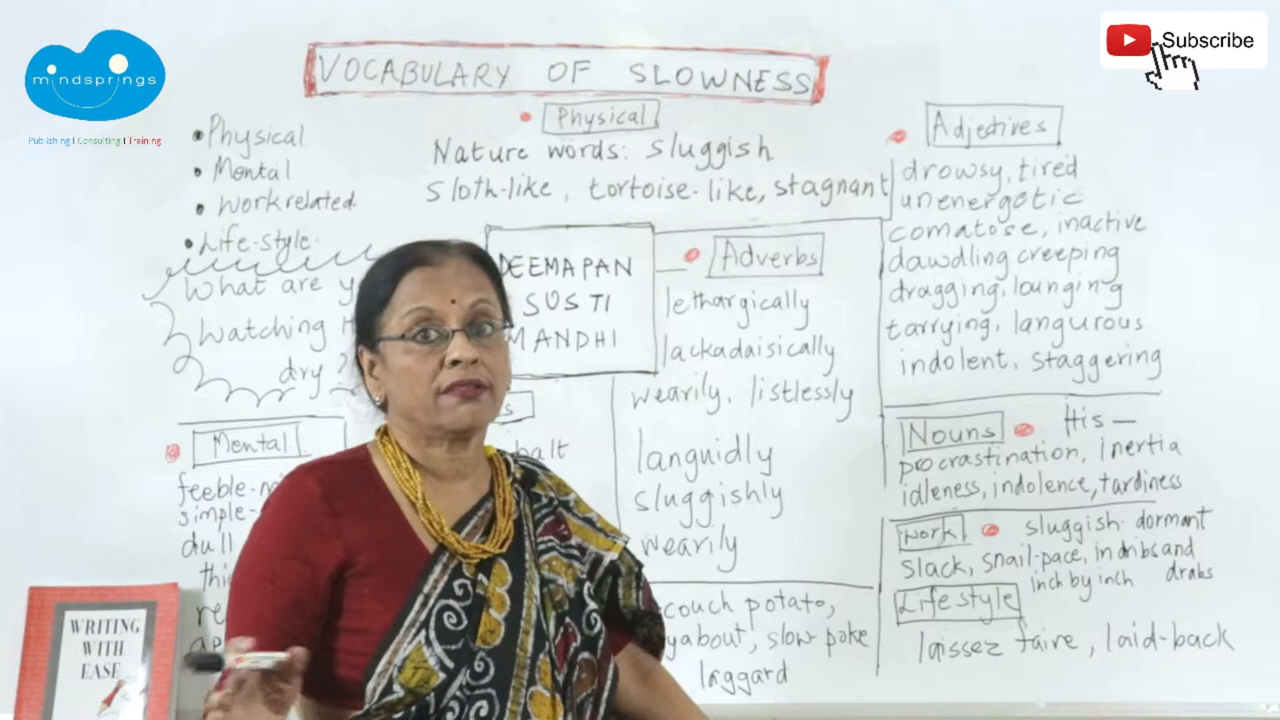 mindsprings
Publishing I Consulting I Training
Subscribe
VOCABULARY OF SLOWNESS
• Physical
• Mental
• Work related
• Life-style
What are
Watching
dry?
Physical
Nature words: Sluggish
Sloth-like, tortoise-like, stagnant
DEEMAPAN
SUSTI
MANDHI
Adverbs
lethargically
lackadaisically
wearily, listlessly
languidly
sluggishly
wearily
Adjectives
drowsy, tired
unenergetic
comatose, inactive
dawdling creeping
dragging, lounging
tarrying, langurous
indolent, staggering
Mental
dull
Nouns His —
procrastination, inertia
idleness, indolence, tardiness
work sluggish dormant
slack, snail-pace, in dribs and
inch by inch drabs
Lifestyle
laissez faire, laid-back
couch potato,
slow poke
laggard
WRITING
WITH
EASE